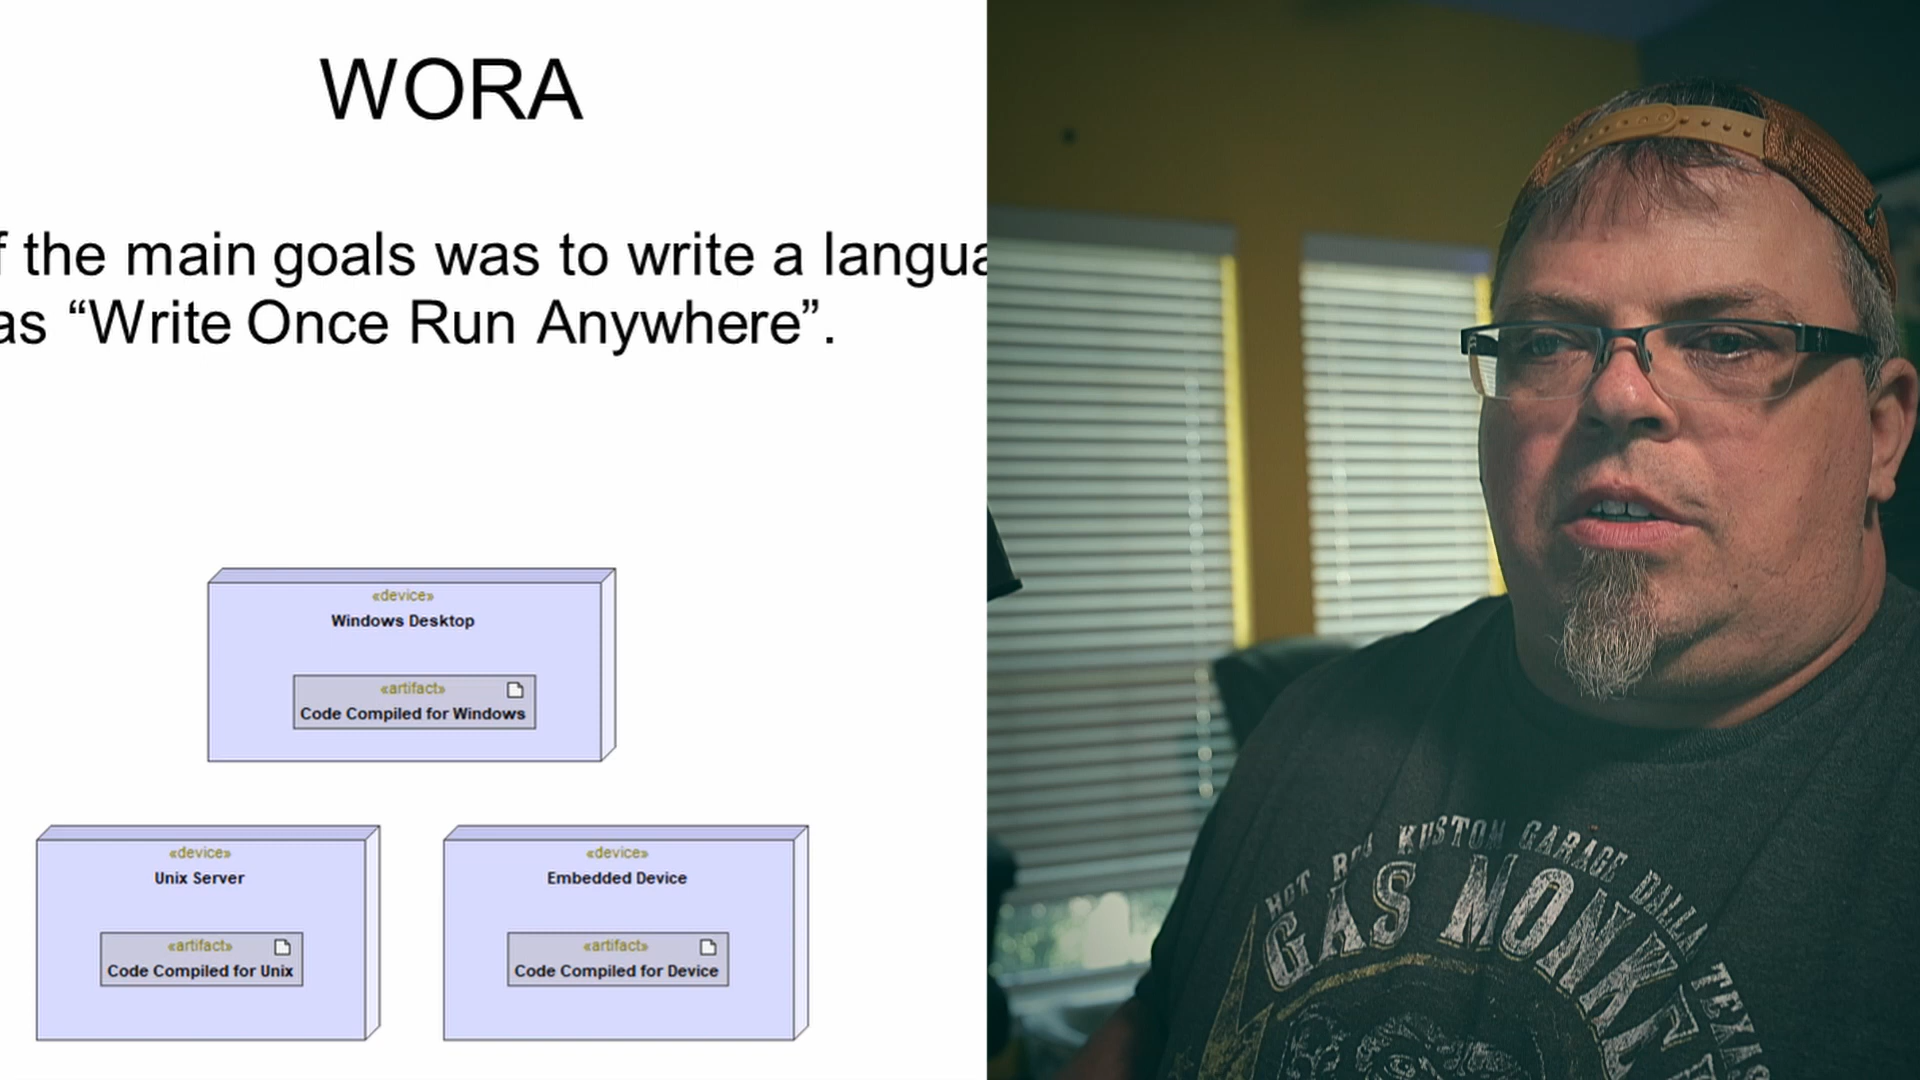 WORA
f the main goals was to write a langua
as “Write Once Run Anywhere”.
«device»
Windows Desktop
«artifact»
Code Compiled for Windows
«device»
Unix Server
«artifact»
Code Compiled for Unix
«device»
Embedded Device
«artifact»
Code Compiled for Device
HOT ROD KUSTOM GARAGE DALLA TEXAS
GAS MONKE